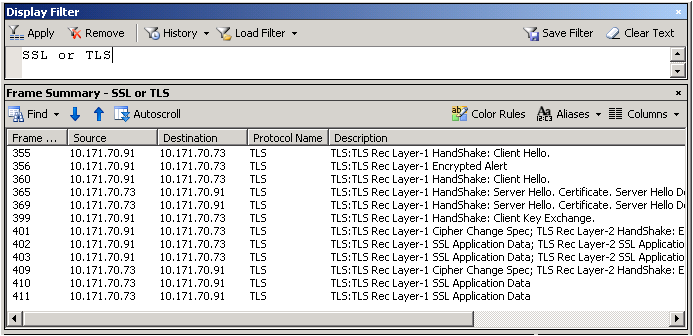 Display Filter ×
Apply Remove History Load Filter Save Filter Clear Text
SSL or TLS
Frame Summary - SSL or TLS ×
Find Autoscroll Color Rules Aliases Columns
Frame ... Source Destination Protocol Name Description
355 10.171.70.91 10.171.70.73 TLS TLS:TLS Rec Layer-1 HandShake: Client Hello.
356 10.171.70.91 10.171.70.73 TLS TLS:TLS Rec Layer-1 Encrypted Alert
360 10.171.70.91 10.171.70.73 TLS TLS:TLS Rec Layer-1 HandShake: Client Hello.
365 10.171.70.73 10.171.70.91 TLS TLS:TLS Rec Layer-1 HandShake: Server Hello. Certificate. Server Hello D
369 10.171.70.73 10.171.70.91 TLS TLS:TLS Rec Layer-1 HandShake: Server Hello. Certificate. Server Hello D
399 10.171.70.91 10.171.70.73 TLS TLS:TLS Rec Layer-1 HandShake: Client Key Exchange.
401 10.171.70.91 10.171.70.73 TLS TLS:TLS Rec Layer-1 Cipher Change Spec; TLS Rec Layer-2 HandShake: E
402 10.171.70.91 10.171.70.73 TLS TLS:TLS Rec Layer-1 SSL Application Data; TLS Rec Layer-2 SSL Applicatio
403 10.171.70.91 10.171.70.73 TLS TLS:TLS Rec Layer-1 SSL Application Data; TLS Rec Layer-2 SSL Applicatio
409 10.171.70.73 10.171.70.91 TLS TLS:TLS Rec Layer-1 Cipher Change Spec; TLS Rec Layer-2 HandShake: E
410 10.171.70.73 10.171.70.91 TLS TLS:TLS Rec Layer-1 SSL Application Data
411 10.171.70.73 10.171.70.91 TLS TLS:TLS Rec Layer-1 SSL Application Data